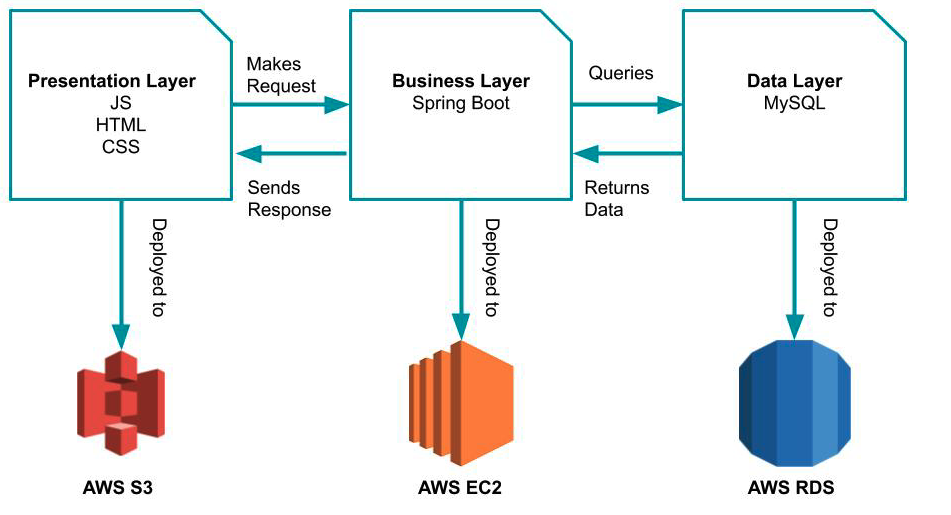 Presentation Layer
JS
HTML
CSS
Makes
Request
Sends
Response
Business Layer
Spring Boot
Queries
Returns
Data
Data Layer
MySQL
Deployed to
Deployed to
Deployed to
AWS S3
AWS EC2
AWS RDS